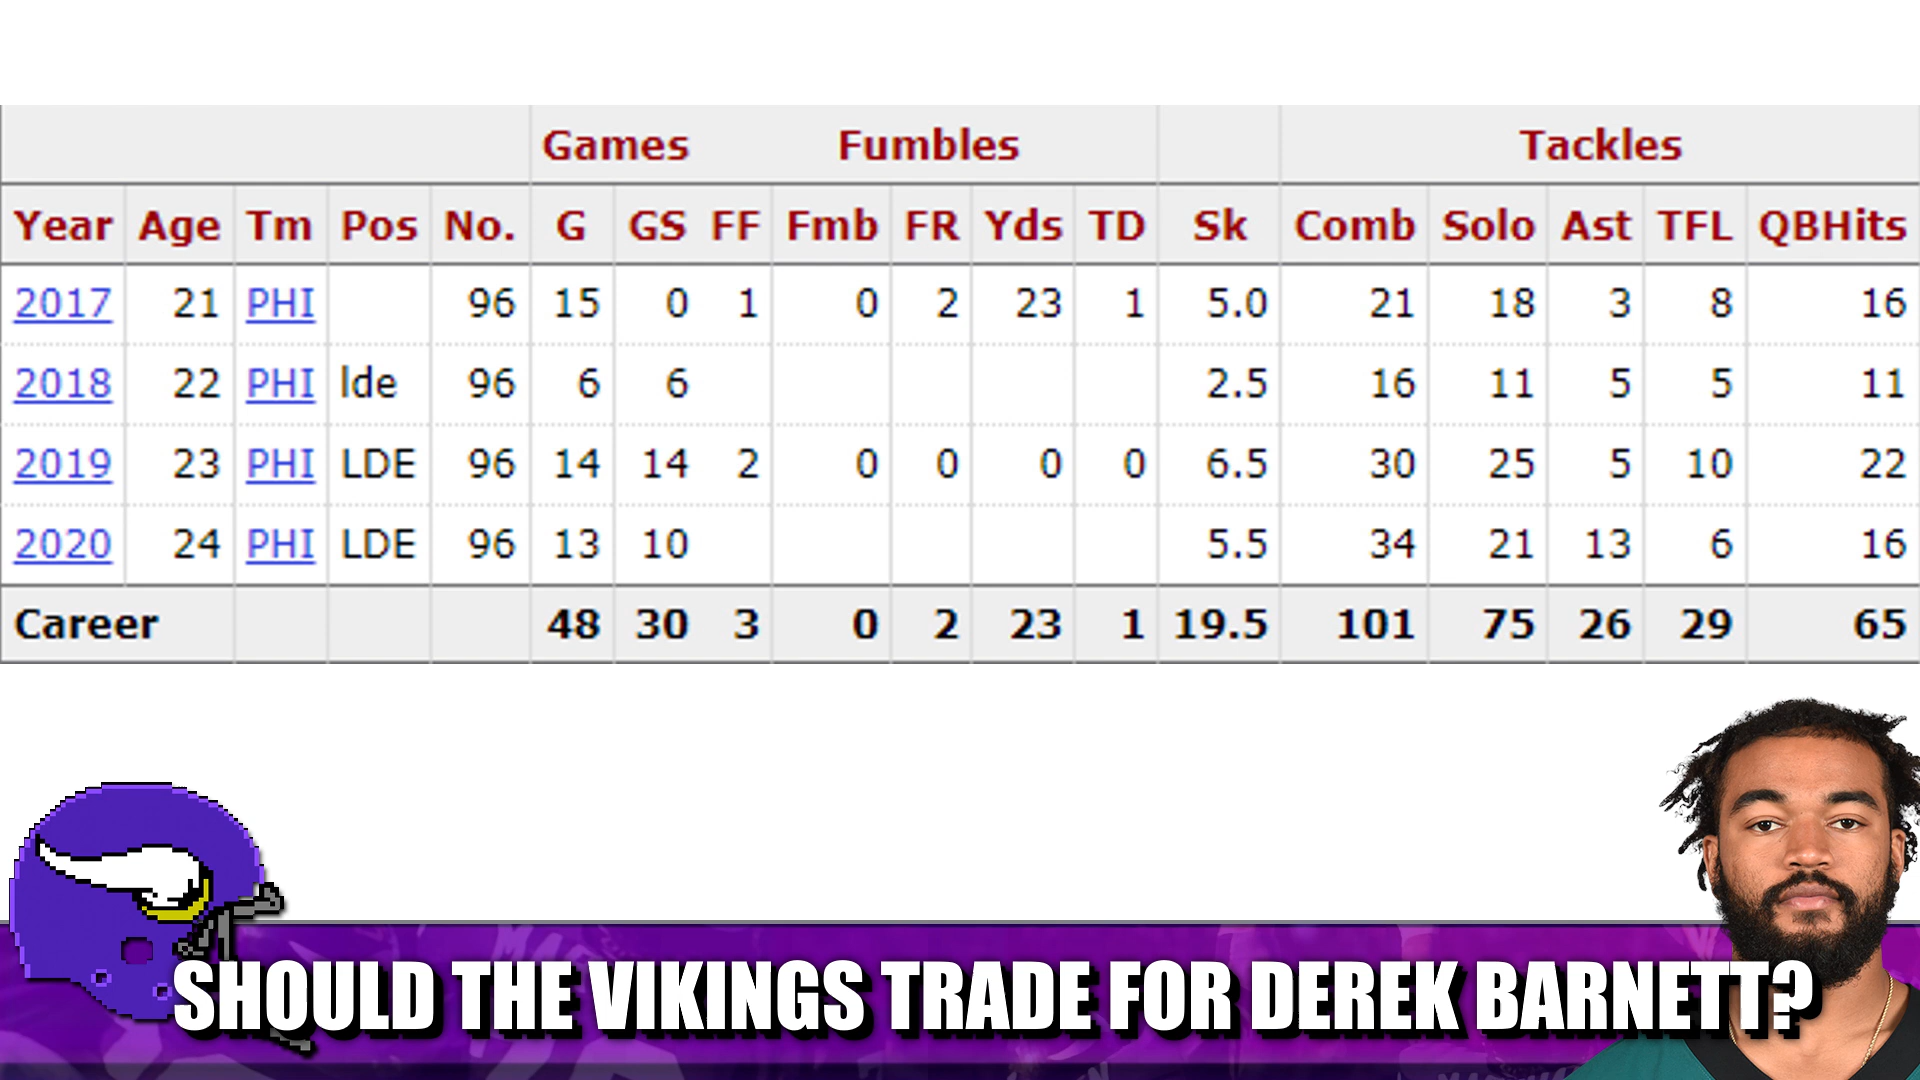 Games Fumbles Tackles
Year Age Tm Pos No. G GS FF Fmb FR Yds TD Sk Comb Solo Ast TFL QBHits
2017 21 PHI 96 15 0 1 0 2 23 1 5.0 21 18 3 8 16
2018 22 PHI lde 96 6 6 2.5 16 11 5 5 11
2019 23 PHI LDE 96 14 14 2 0 0 0 0 6.5 30 25 5 10 22
2020 24 PHI LDE 96 13 10 5.5 34 21 13 6 16
Career 48 30 3 0 2 23 1 19.5 101 75 26 29 65
SHOULD THE VIKINGS TRADE FOR DEREK BARNETT?